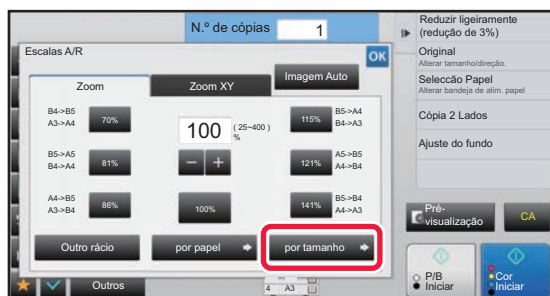 N.º de cópias
1
Escalas A/R
OK
Zoom
Zoom XY
Imagem Auto
B4->B5
A3->A4
70%
B5->A5
B4->A4
81%
A4->B5
A3->B4
86%
100
( 25~400 )
%
100%
115%
B5->A4
B4->A3
121%
A5->B5
A4->B4
141%
B5->B4
A4->A3
Outro rácio
por papel
por tamanho
Outros
4 A3
Reduzir ligeiramente
(redução de 3%)
Original
Alterar tamanho/direção.
Seleccão Papel
Alterar bandeja de alim. papel
Cópia 2 Lados
Ajuste do fundo
Pré-
visualização
CA
P/B
Iniciar
Cor
Iniciar